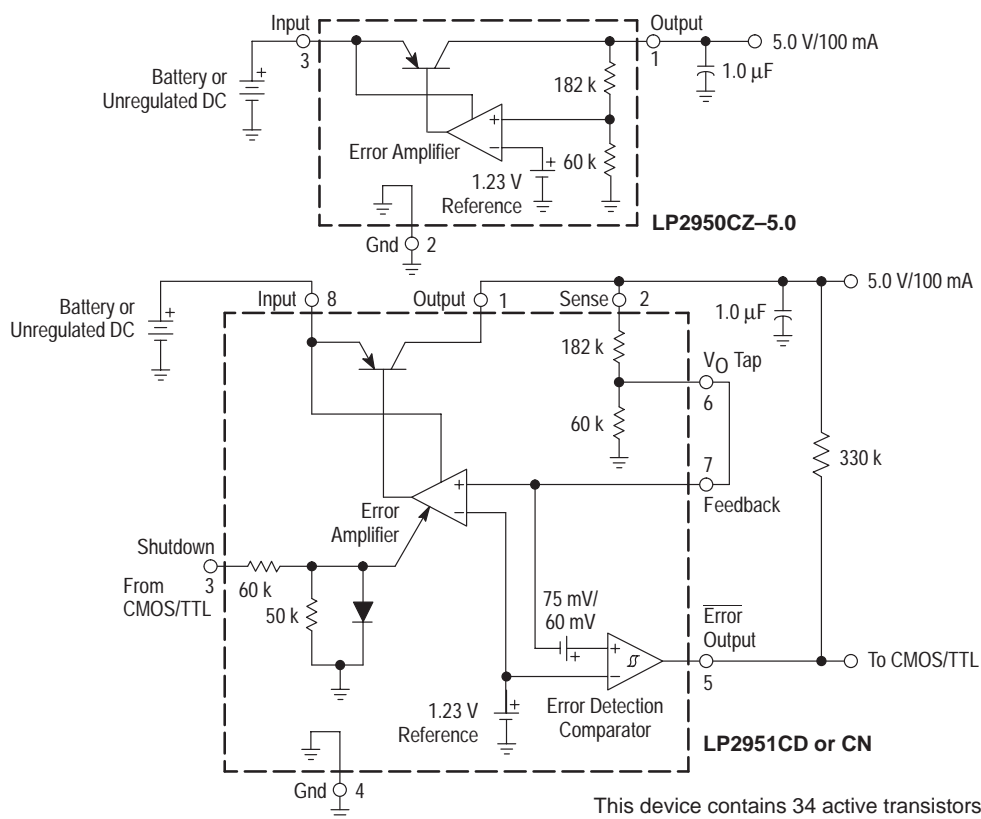 Input
3
Output
1
5.0 V/100 mA
Battery or
Unregulated DC
+
182 k
1.0 µF
+
−
Error Amplifier
60 k
+
1.23 V
Reference
LP2950CZ–5.0
Gnd
2
Battery or
Unregulated DC
+
Input
8
Output
1
Sense
2
5.0 V/100 mA
1.0 µF
182 k
VO Tap
6
60 k
330 k
7
Feedback
+
−
Error
Amplifier
Shutdown
3
From
CMOS/TTL
60 k
50 k
75 mV/
60 mV
+
+
−
Error
Output
5
To CMOS/TTL
1.23 V
Reference
+
Error Detection
Comparator
LP2951CD or CN
Gnd
4
This device contains 34 active transistors